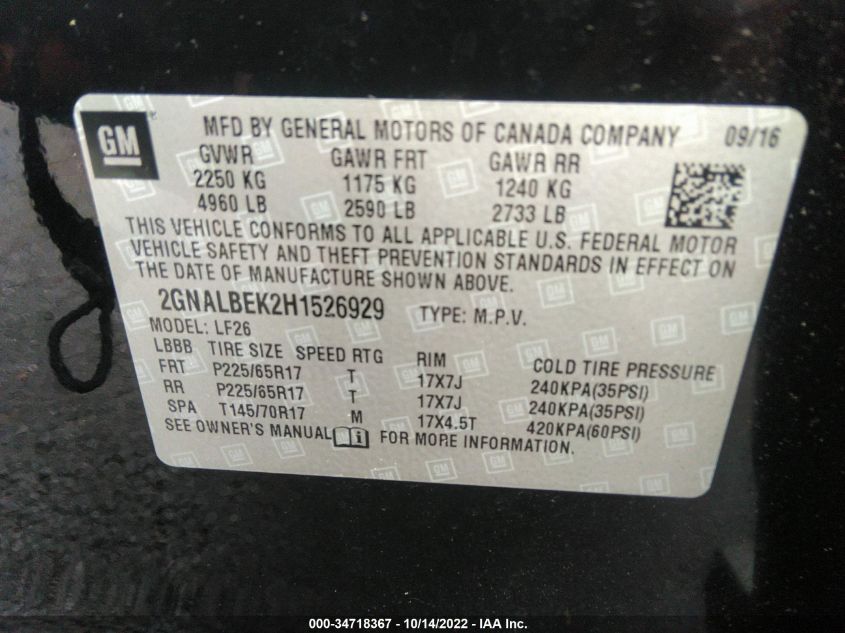 GM
MFD BY GENERAL MOTORS OF CANADA COMPANY 09/16
GVWR GAWR FRT GAWR RR
2250 KG 1175 KG 1240 KG
4960 LB 2590 LB 2733 LB
THIS VEHICLE CONFORMS TO ALL APPLICABLE U.S. FEDERAL MOTOR
VEHICLE SAFETY AND THEFT PREVENTION STANDARDS IN EFFECT ON
THE DATE OF MANUFACTURE SHOWN ABOVE.
2GNALBEK2H1526929 TYPE: M.P.V.
MODEL: LF26
LBBB TIRE SIZE SPEED RTG RIM COLD TIRE PRESSURE
FRT P225/65R17 T 17X7J 240KPA(35PSI)
RR P225/65R17 T 17X7J 240KPA(35PSI)
SPA T145/70R17 M 17X4.5T 420KPA(60PSI)
SEE OWNER'S MANUAL FOR MORE INFORMATION.
000-34718367 - 10/14/2022 - IAA Inc.